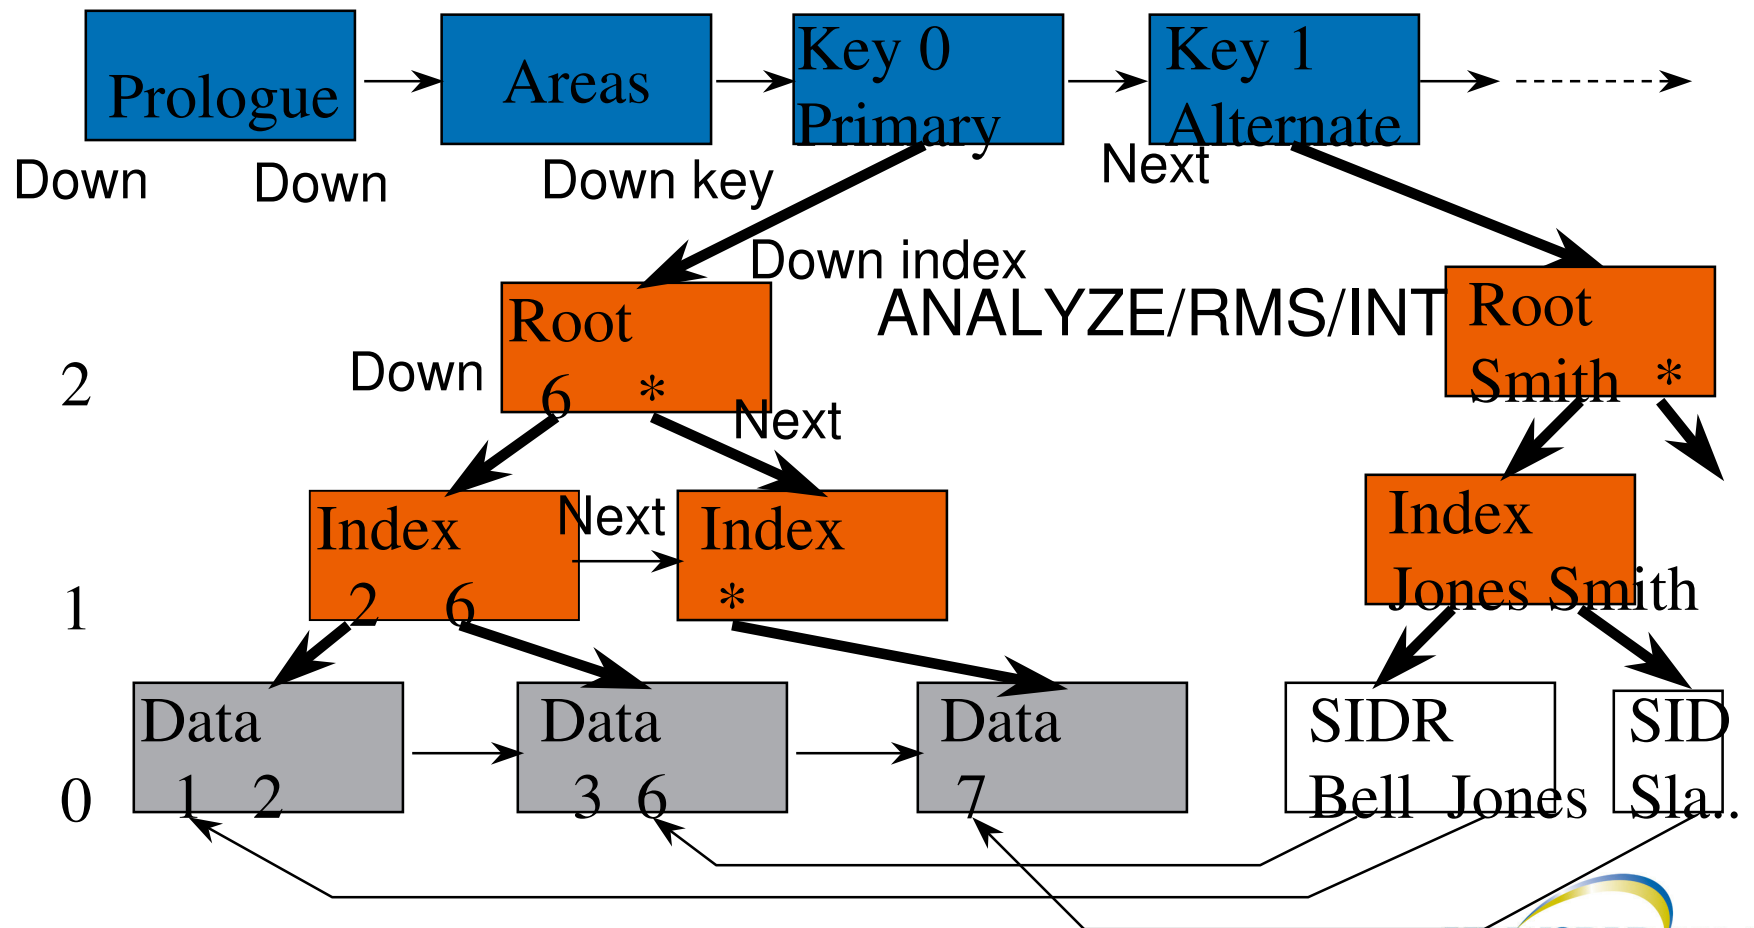 Prologue
Areas
Key 0
Primary
Key 1
Alternate
Down
Down
Down key
Next
Down index
ANALYZE/RMS/INT
Root
6 *
Root
Smith *
2
Down
Next
Index
2 6
Next
Index
*
Index
Jones Smith
1
Data
1 2
Data
3 6
Data
7
SIDR
Bell Jones
SID
Sla..
0